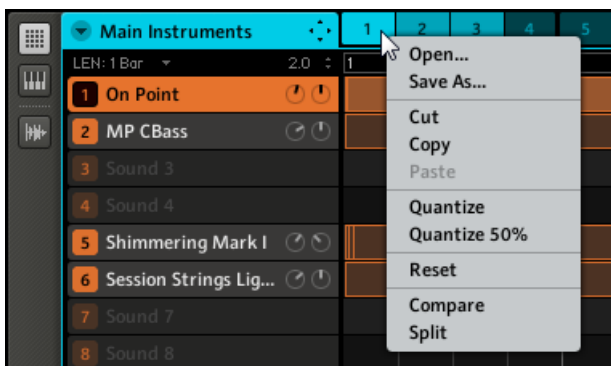 Main Instruments
1 2 3 4 5
LEN: 1 Bar 2.0 1
1 On Point
2 MP CBass
3 Sound 3
4 Sound 4
5 Shimmering Mark I
6 Session Strings Lig...
7 Sound 7
8 Sound 8
Open...
Save As...
Cut
Copy
Paste
Quantize
Quantize 50%
Reset
Compare
Split